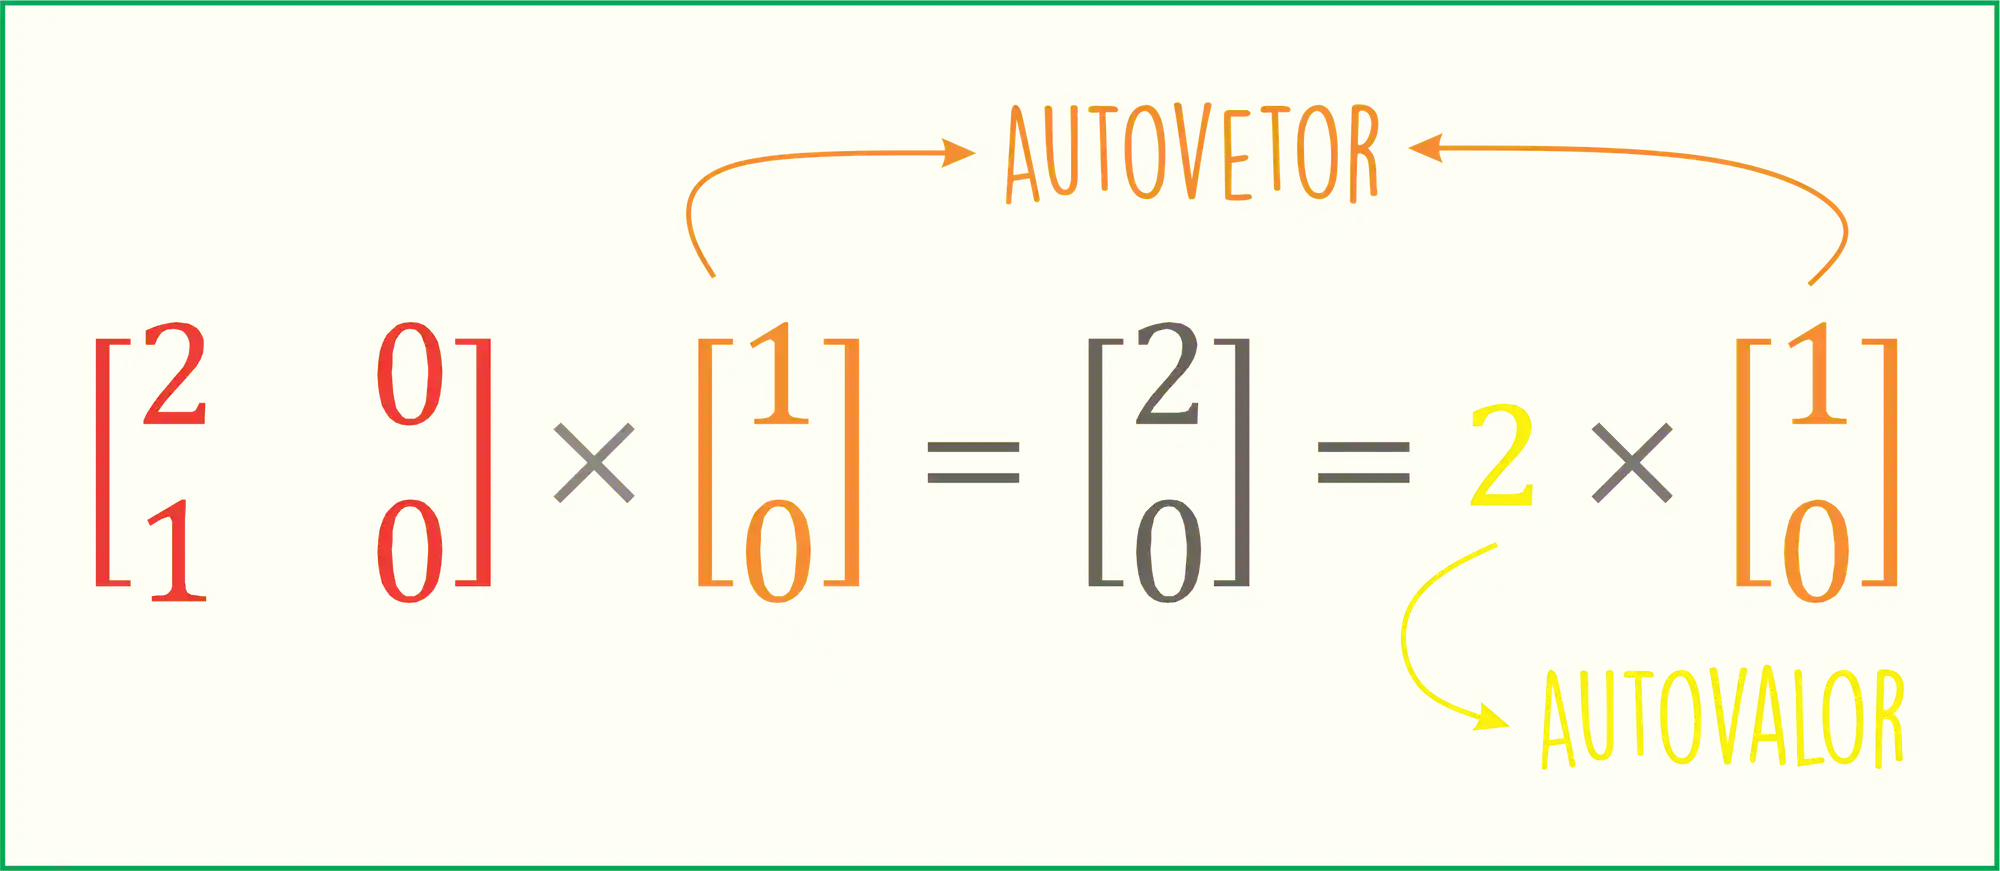 AUTOVETOR
[2 0
1 0] × [1
0] = [2
0] = 2 × [1
0]
AUTOVALOR